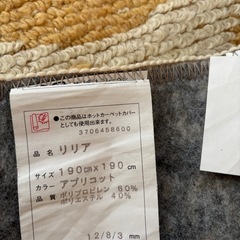 ●この商品はホットカーペットカバー
としても使用出来ます。
3706458600
品名 リリア
サイズ 190cm×190cm
カラー アプリコット
品質 ポリプロピレン 60%
ポリエステル 40%
12/8/3 mm